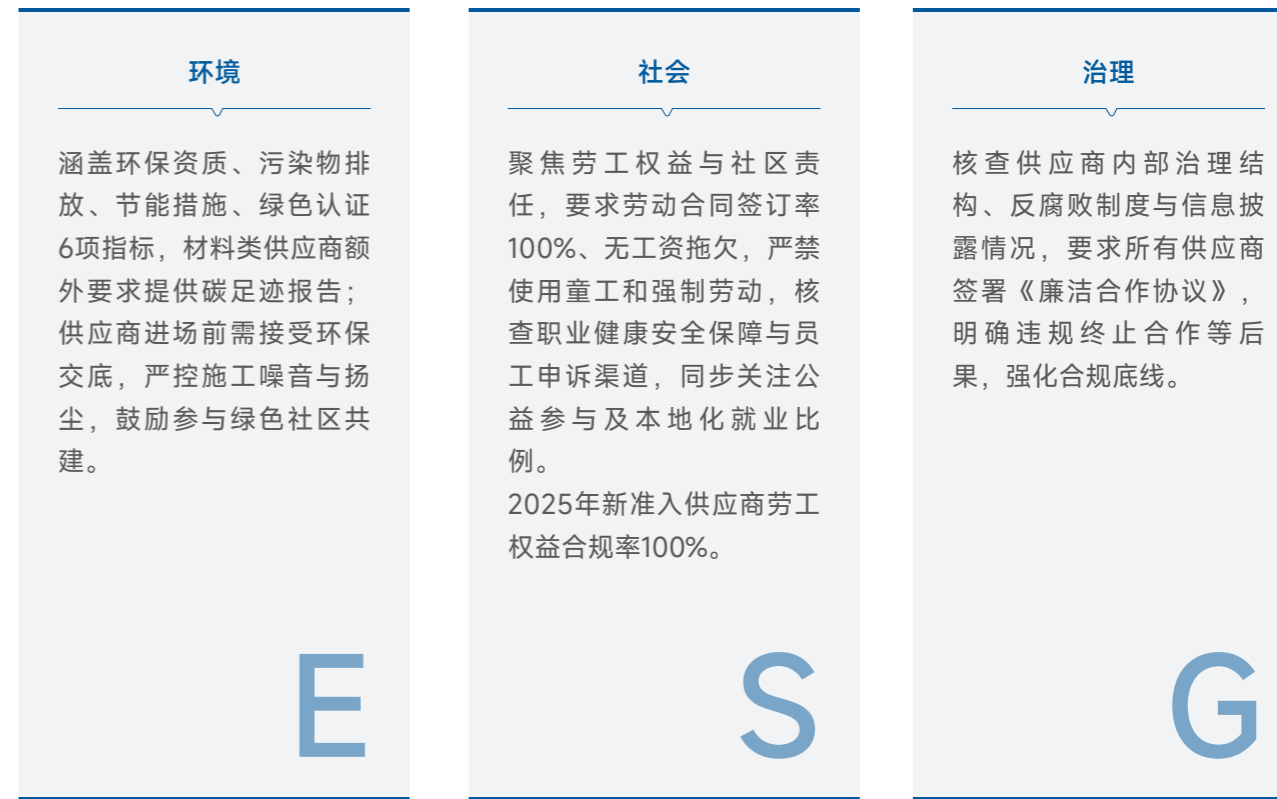 环境
涵盖环保资质、污染物排
放、节能措施、绿色认证
6项指标，材料类供应商额
外要求提供碳足迹报告；
供应商进场前需接受环保
交底，严控施工噪音与扬
尘，鼓励参与绿色社区共
建。
E
社会
聚焦劳工权益与社区责
任，要求劳动合同签订率
100%、无工资拖欠，严禁
使用童工和强制劳动，核
查职业健康安全保障与员
工申诉渠道，同步关注公
益参与及本地化就业比
例。
2025年新准入供应商劳工
权益合规率100%。
S
治理
核查供应商内部治理结
构、反腐败制度与信息披
露情况，要求所有供应商
签署《廉洁合作协议》，
明确违规终止合作等后
果，强化合规底线。
G